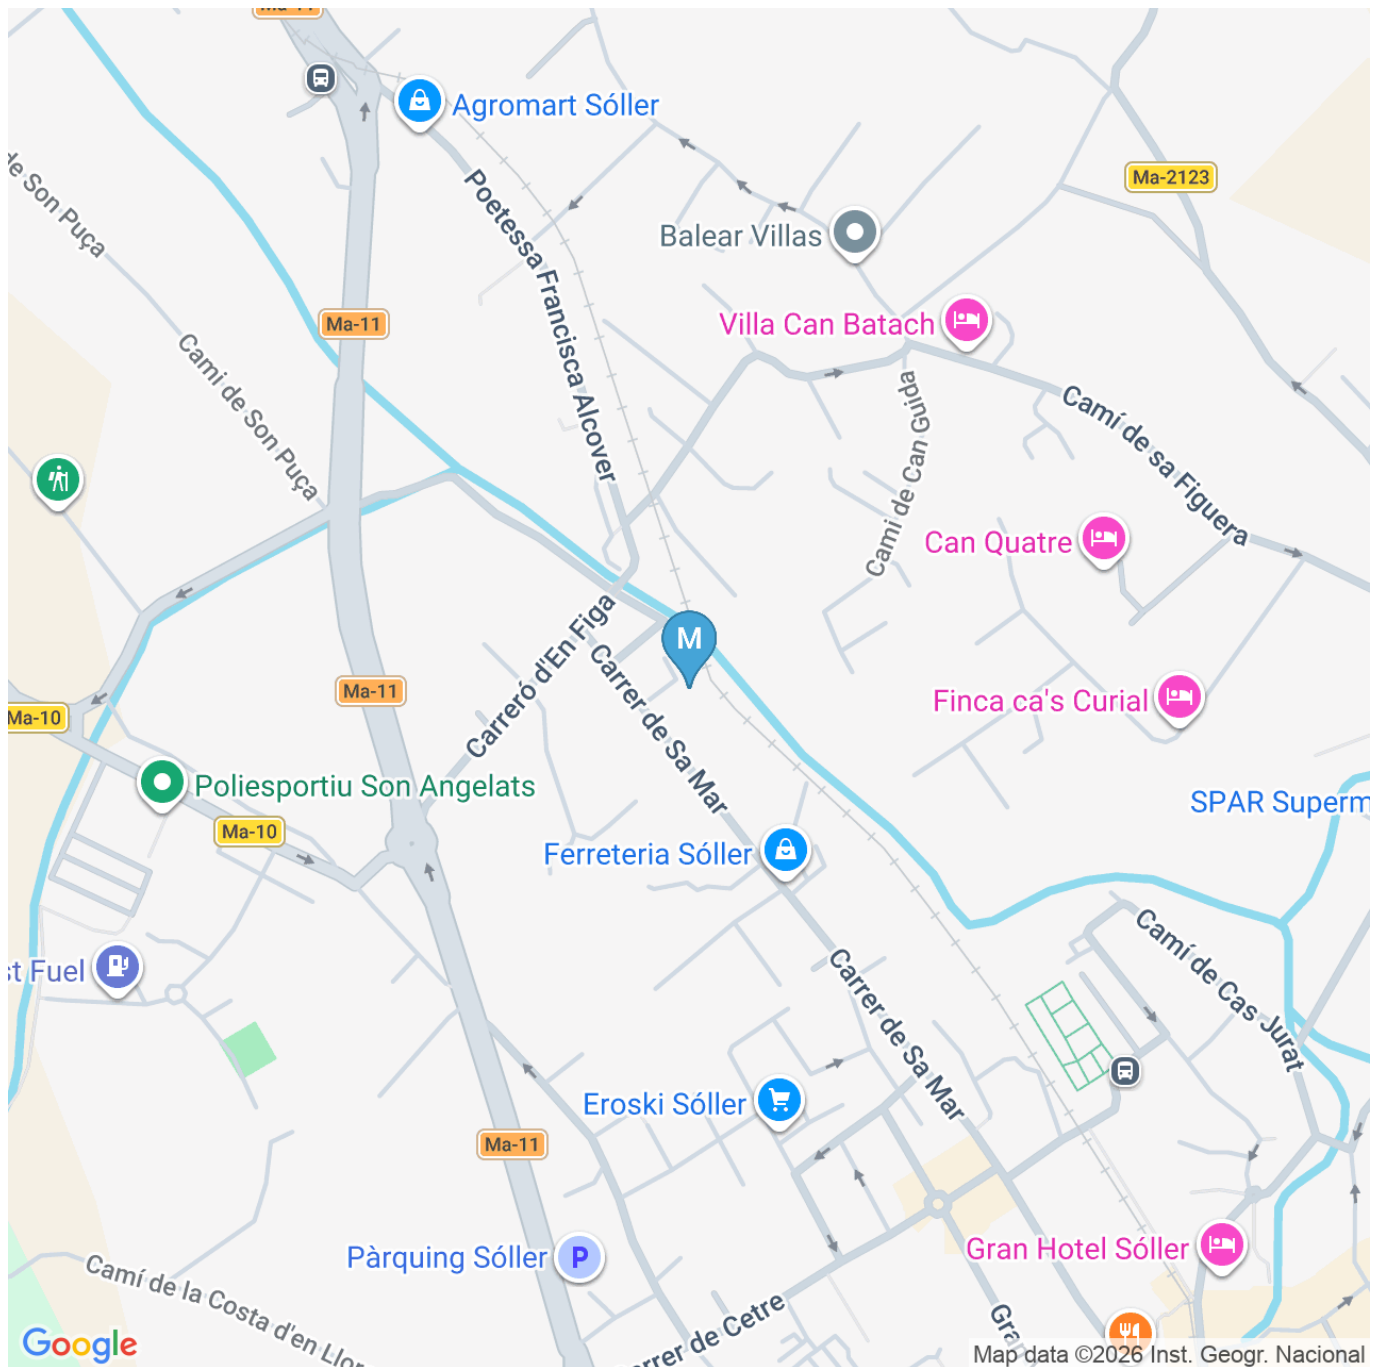 Ma-11
Agromart Sóller
de Son Puça
Poetessa Francisca Alcover
Ma-2123
Balear Villas
Ma-11
Villa Can Batach
Camí de Son Puça
Camí de Can Guida
Camí de sa Figuera
Can Quatre
M
Carreró d'En Figa
Carrer de Sa Mar
Ma-11
Finca ca's Curial
Ma-10
Poliesportiu Son Angelats
SPAR Superm
Ma-10
Ferreteria Sóller
st Fuel
Carrer de Sa Mar
Camí de Cas Jurat
Eroski Sóller
Ma-11
Pàrquing Sóller
P
Gran Hotel Sóller
Camí de la Costa d'en Llor
rrer de Cetre
Gran
Google
Map data ©2026 Inst. Geogr. Nacional